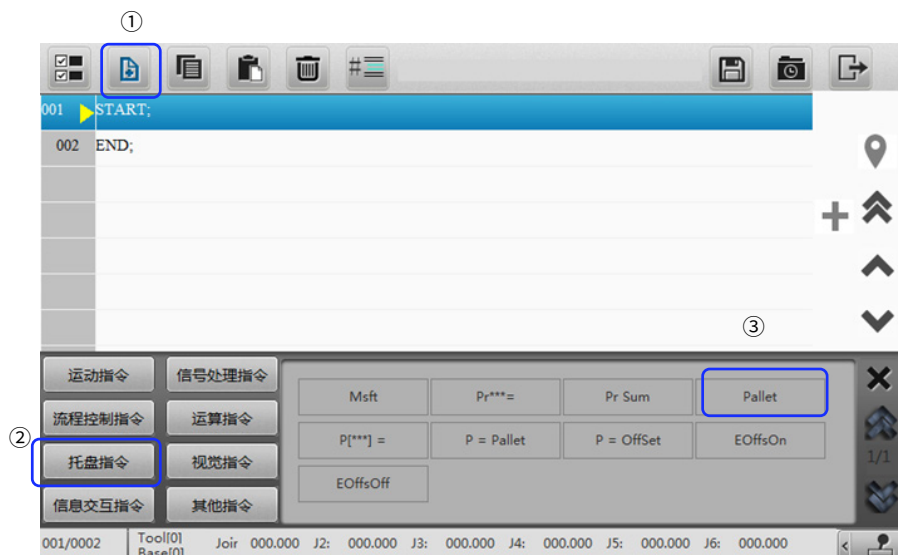 ①
#
001 START;
002 END;
③
运动指令 信号处理指令
Msft Pr***= Pr Sum Pallet
流程控制指令 运算指令
②
P[***] = P = Pallet P = OffSet EOffsOn
托盘指令 视觉指令
1/1
EOffsOff
信息交互指令 其他指令
001/0002 Tool[0] Base[0] Joir 000.000 J2: 000.000 J3: 000.000 J4: 000.000 J5: 000.000 J6: 000.000 <